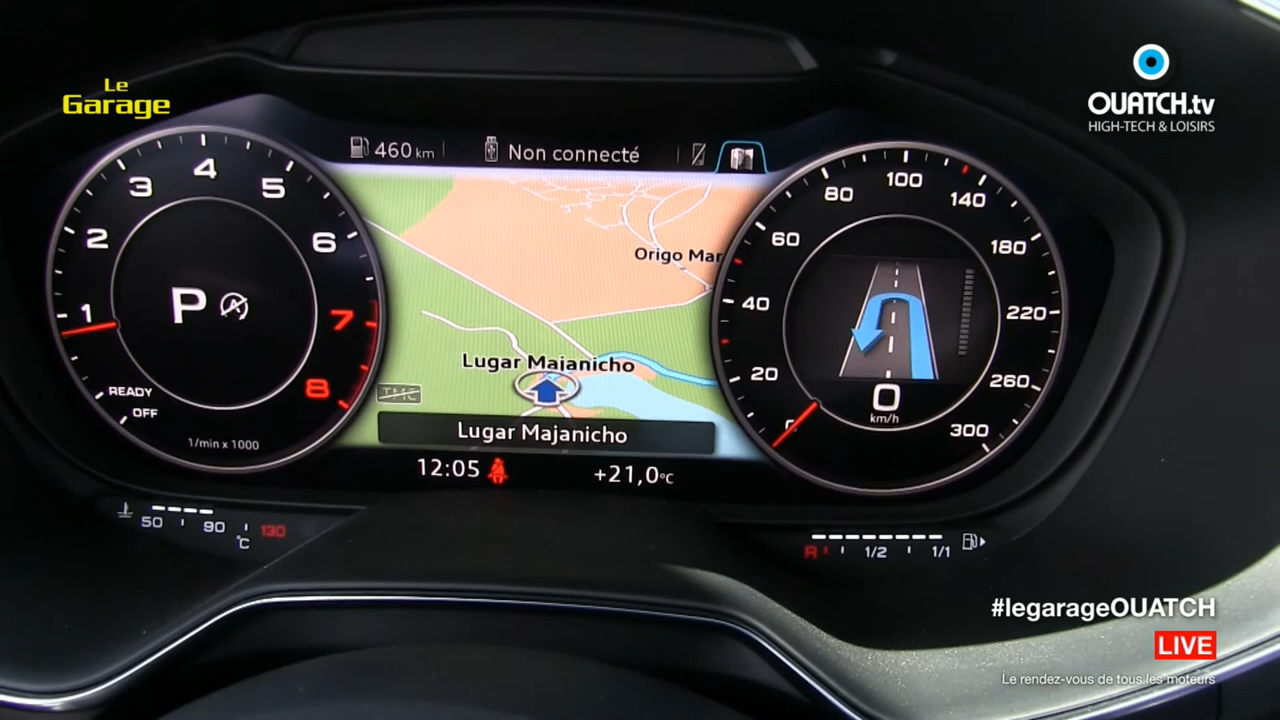 Le
Garage
OUATCH.tv
HIGH-TECH & LOISIRS
460 km
Non connecté
1
2
3
4
5
6
7
8
P
A
READY
OFF
1/min x 1000
Origo Mar
Lugar Majanicho
TMC
Lugar Majanicho
12:05
+21,0°C
20
40
60
80
100
140
180
220
260
300
0
km/h
50
90
130
°C
R
1/2
1/1
#legarageOUATCH
LIVE
Le rendez-vous de tous les moteurs